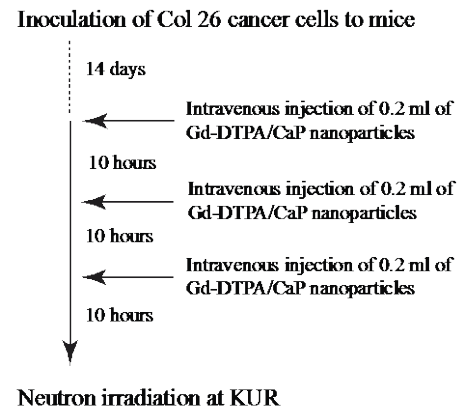 Inoculation of Col 26 cancer cells to mice
14 days
Intravenous injection of 0.2 ml of
Gd-DTPA/CaP nanoparticles
10 hours
Intravenous injection of 0.2 ml of
Gd-DTPA/CaP nanoparticles
10 hours
Intravenous injection of 0.2 ml of
Gd-DTPA/CaP nanoparticles
10 hours
Neutron irradiation at KUR